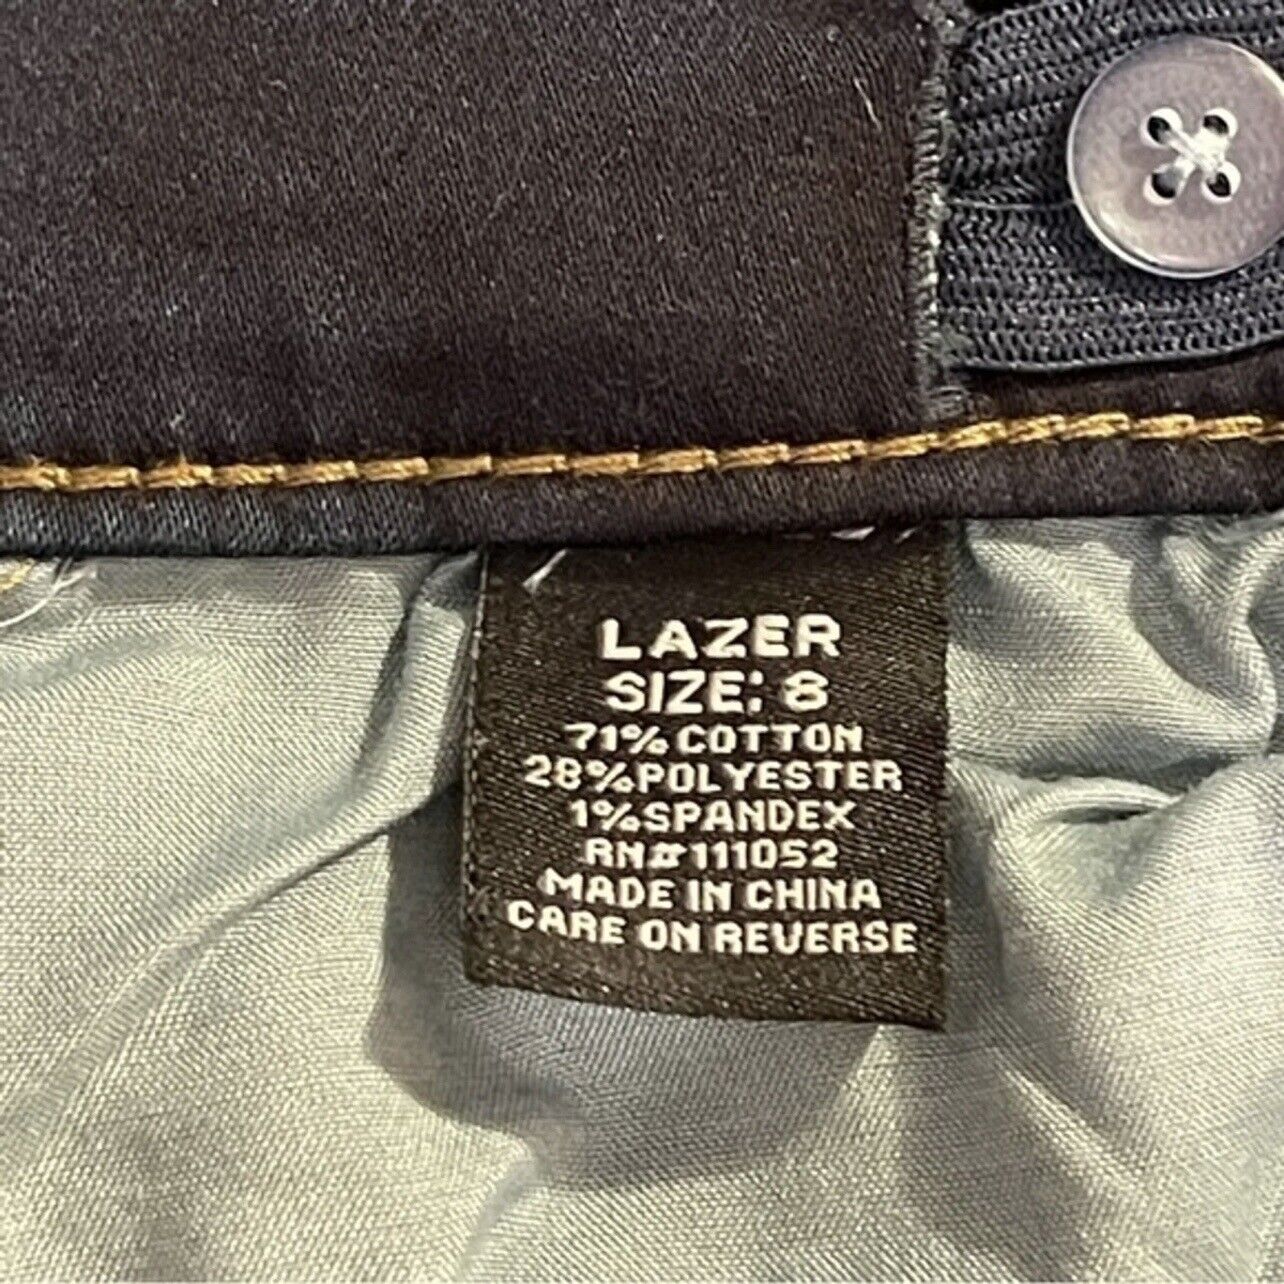 LAZER
SIZE: 8
71% COTTON
28%POLYESTER
1%SPANDEX
RN#111052
MADE IN CHINA
CARE ON REVERSE